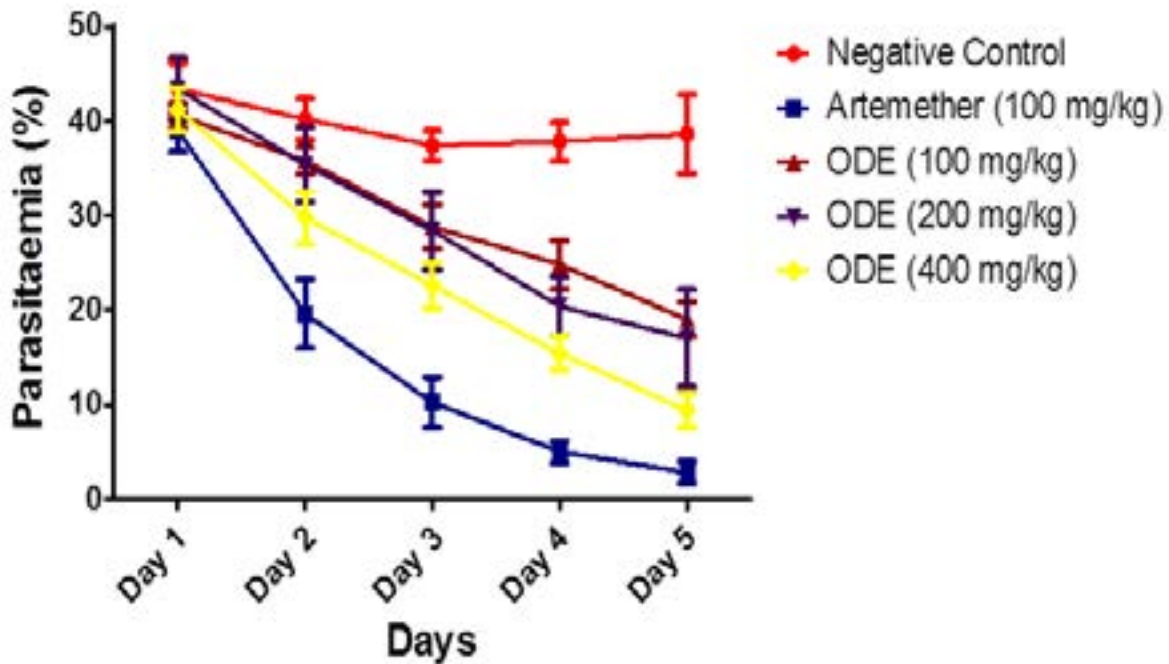 50
40
30
20
10
0
Parasitaemia (%)
Day 1
Day 2
Day 3
Day 4
Day 5
Days
Negative Control
Artemether (100 mg/kg)
ODE (100 mg/kg)
ODE (200 mg/kg)
ODE (400 mg/kg)